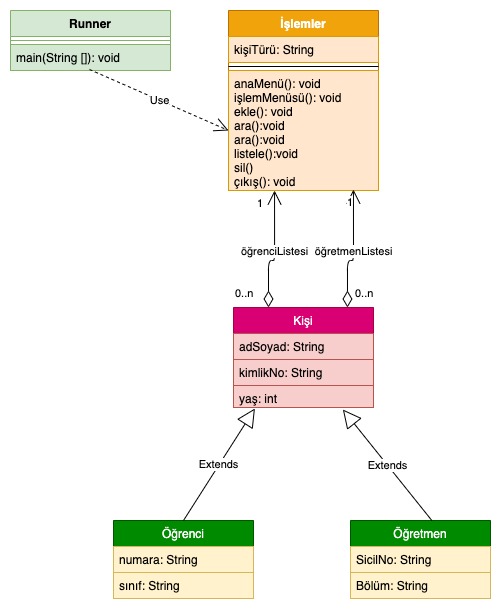 Runner
main(String []): void
Use
İşlemler
kişiTürü: String
anaMenü(): void
işlemMenüsü(): void
ekle(): void
ara():void
ara():void
listele():void
sil()
çıkış(): void
1
1
öğrenciListesi
öğretmenListesi
0..n
0..n
Kişi
adSoyad: String
kimlikNo: String
yaş: int
Extends
Extends
Öğrenci
numara: String
sınıf: String
Öğretmen
SicilNo: String
Bölüm: String